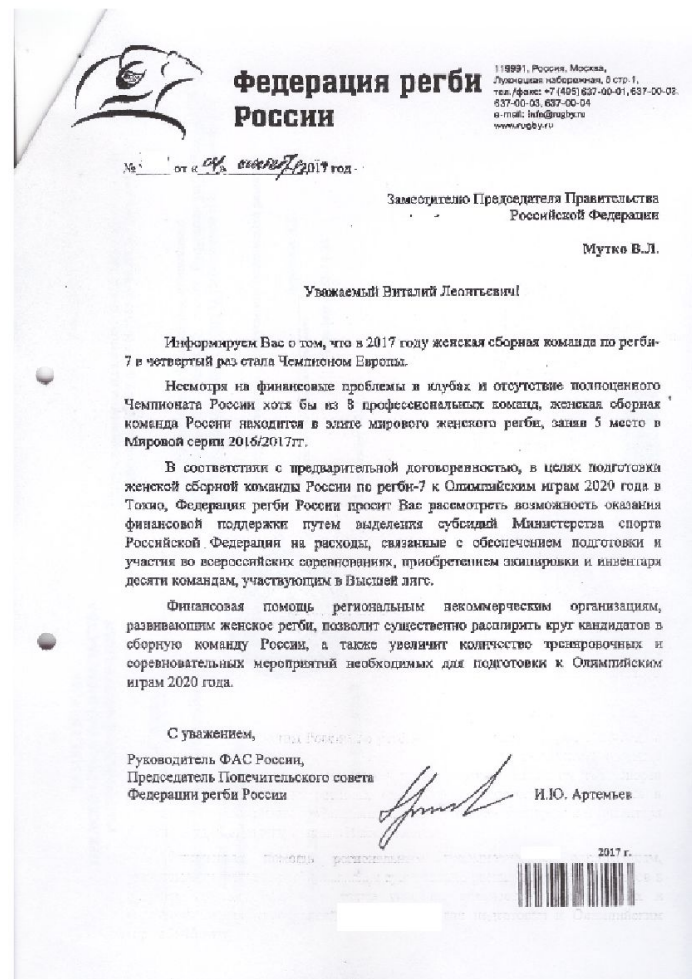 Федерация регби
России
119991, Россия, Москва,
Лужнецкая набережная, 8 стр.1,
тел./факс: +7 (495) 637-00-01, 637-00-02,
637-00-03, 637-00-04
e-mail: info@rugby.ru
www.rugby.ru
№ от « 04 » октября 2017 год
Заместителю Председателя Правительства
Российской Федерации
Мутко В.Л.
Уважаемый Виталий Леонтьевич!
Информируем Вас о том, что в 2017 году женская сборная команда по регби-
7 в четвертый раз стала Чемпионом Европы.
Несмотря на финансовые проблемы в клубах и отсутствие полноценного
Чемпионата России хотя бы из 8 профессиональных команд, женская сборная
команда России находится в элите мирового женского регби, заняв 5 место в
Мировой серии 2016/2017гг.
В соответствии с предварительной договоренностью, в целях подготовки
женской сборной команды России по регби-7 к Олимпийским играм 2020 года в
Токио, Федерация регби России просит Вас рассмотреть возможность оказания
финансовой поддержки путем выделения субсидий Министерства спорта
Российской Федерации на расходы, связанные с обеспечением подготовки и
участия во всероссийских соревнованиях, приобретением экипировки и инвентаря
десяти командам, участвующим в Высшей лиге.
Финансовая помощь региональным некоммерческим организациям,
развивающим женское регби, позволит существенно расширить круг кандидатов в
сборную команду России, а также увеличит количество тренировочных и
соревновательных мероприятий необходимых для подготовки к Олимпийским
играм 2020 года.
С уважением,
Руководитель ФАС России,
Председатель Попечительского совета
Федерации регби России
И.Ю. Артемьев
2017 г.